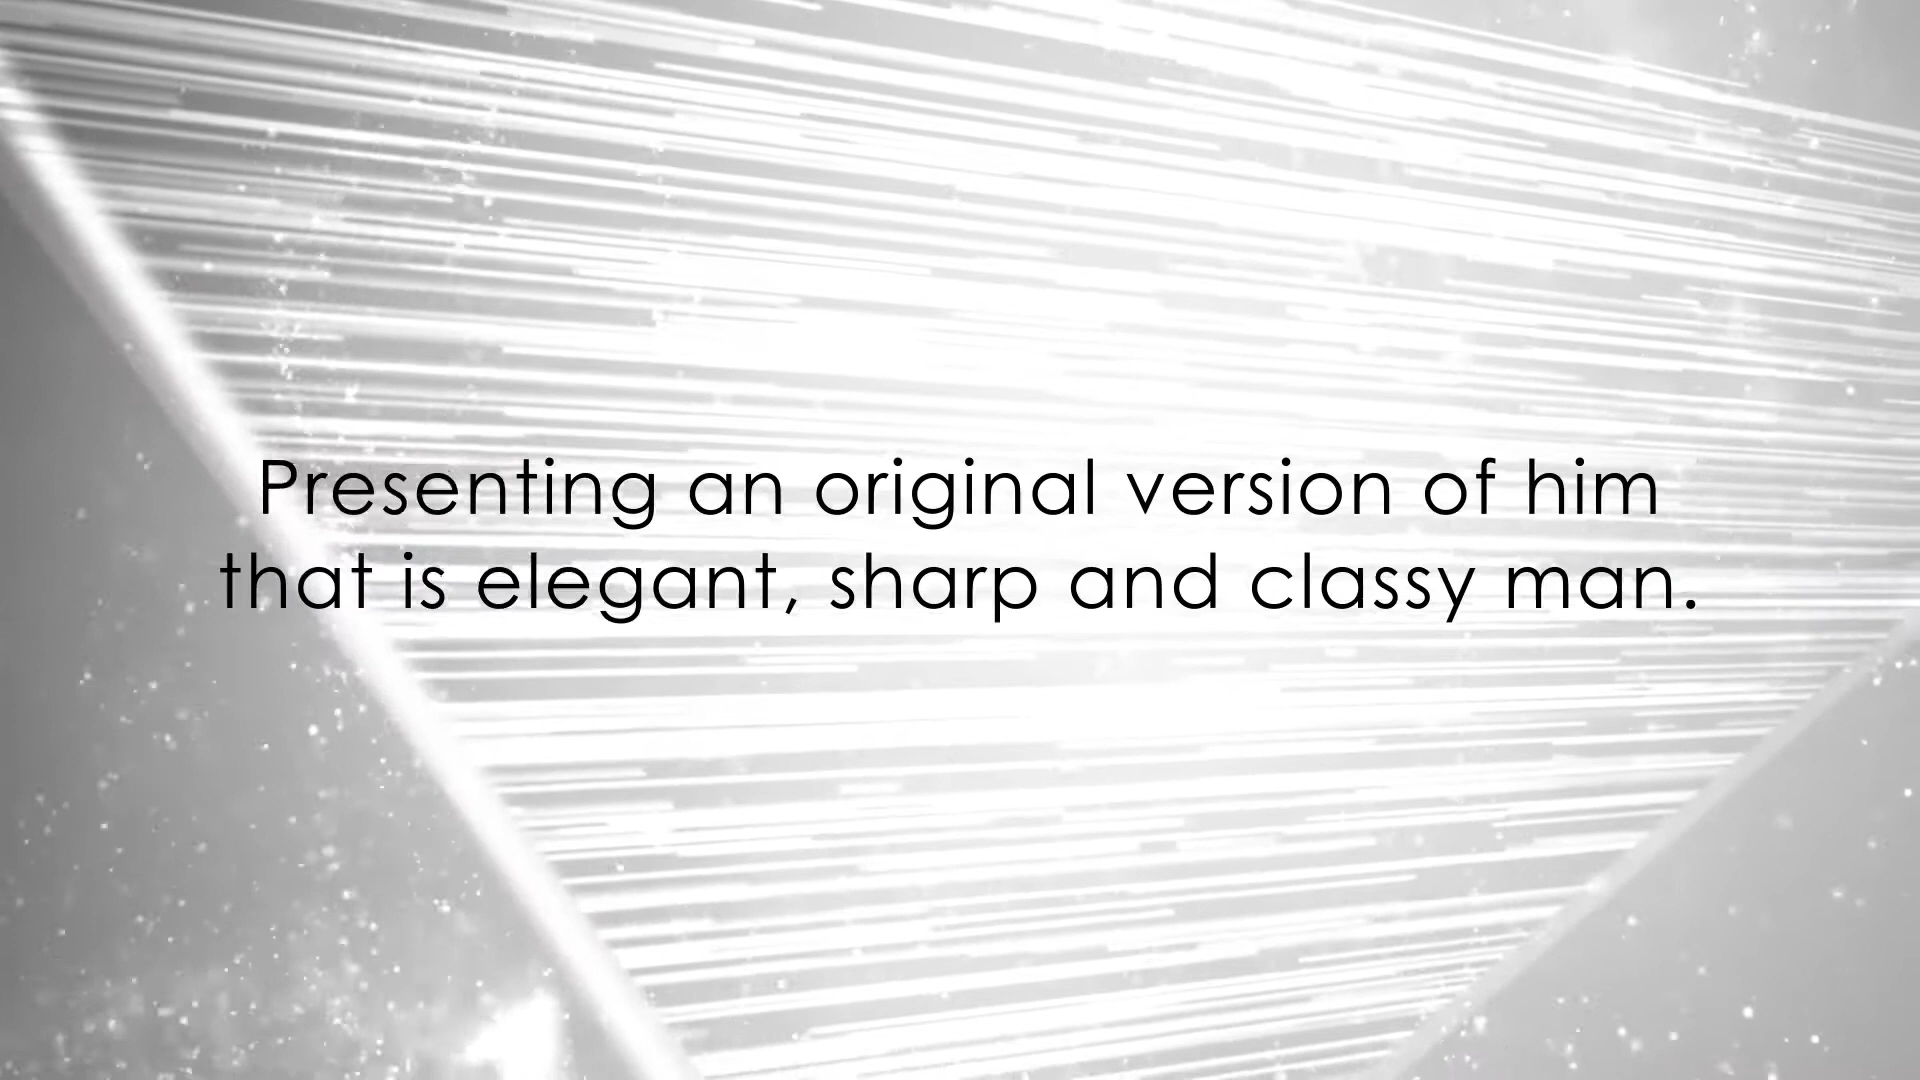 Presenting an original version of him
that is elegant, sharp and classy man.